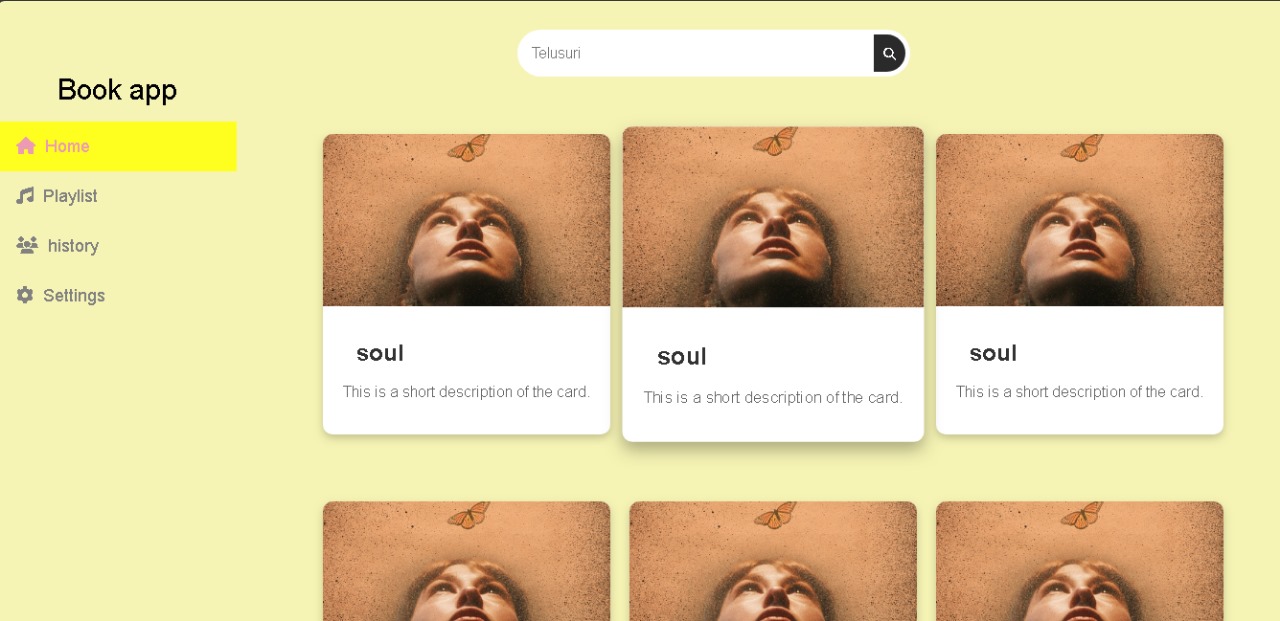 Telusuri
Book app
Home
Playlist
history
Settings
soul
This is a short description of the card.
soul
This is a short description of the card.
soul
This is a short description of the card.